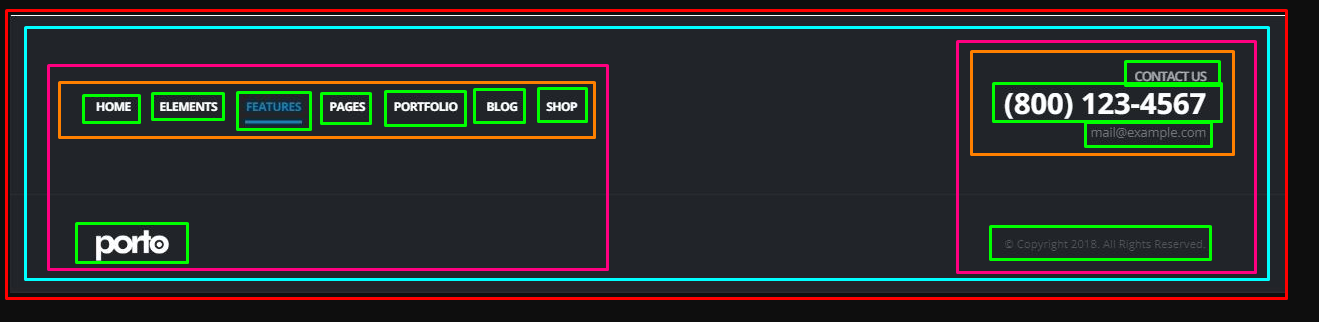 HOME ELEMENTS FEATURES PAGES PORTFOLIO BLOG SHOP
CONTACT US
(800) 123-4567
mail@example.com
porto
© Copyright 2018. All Rights Reserved.